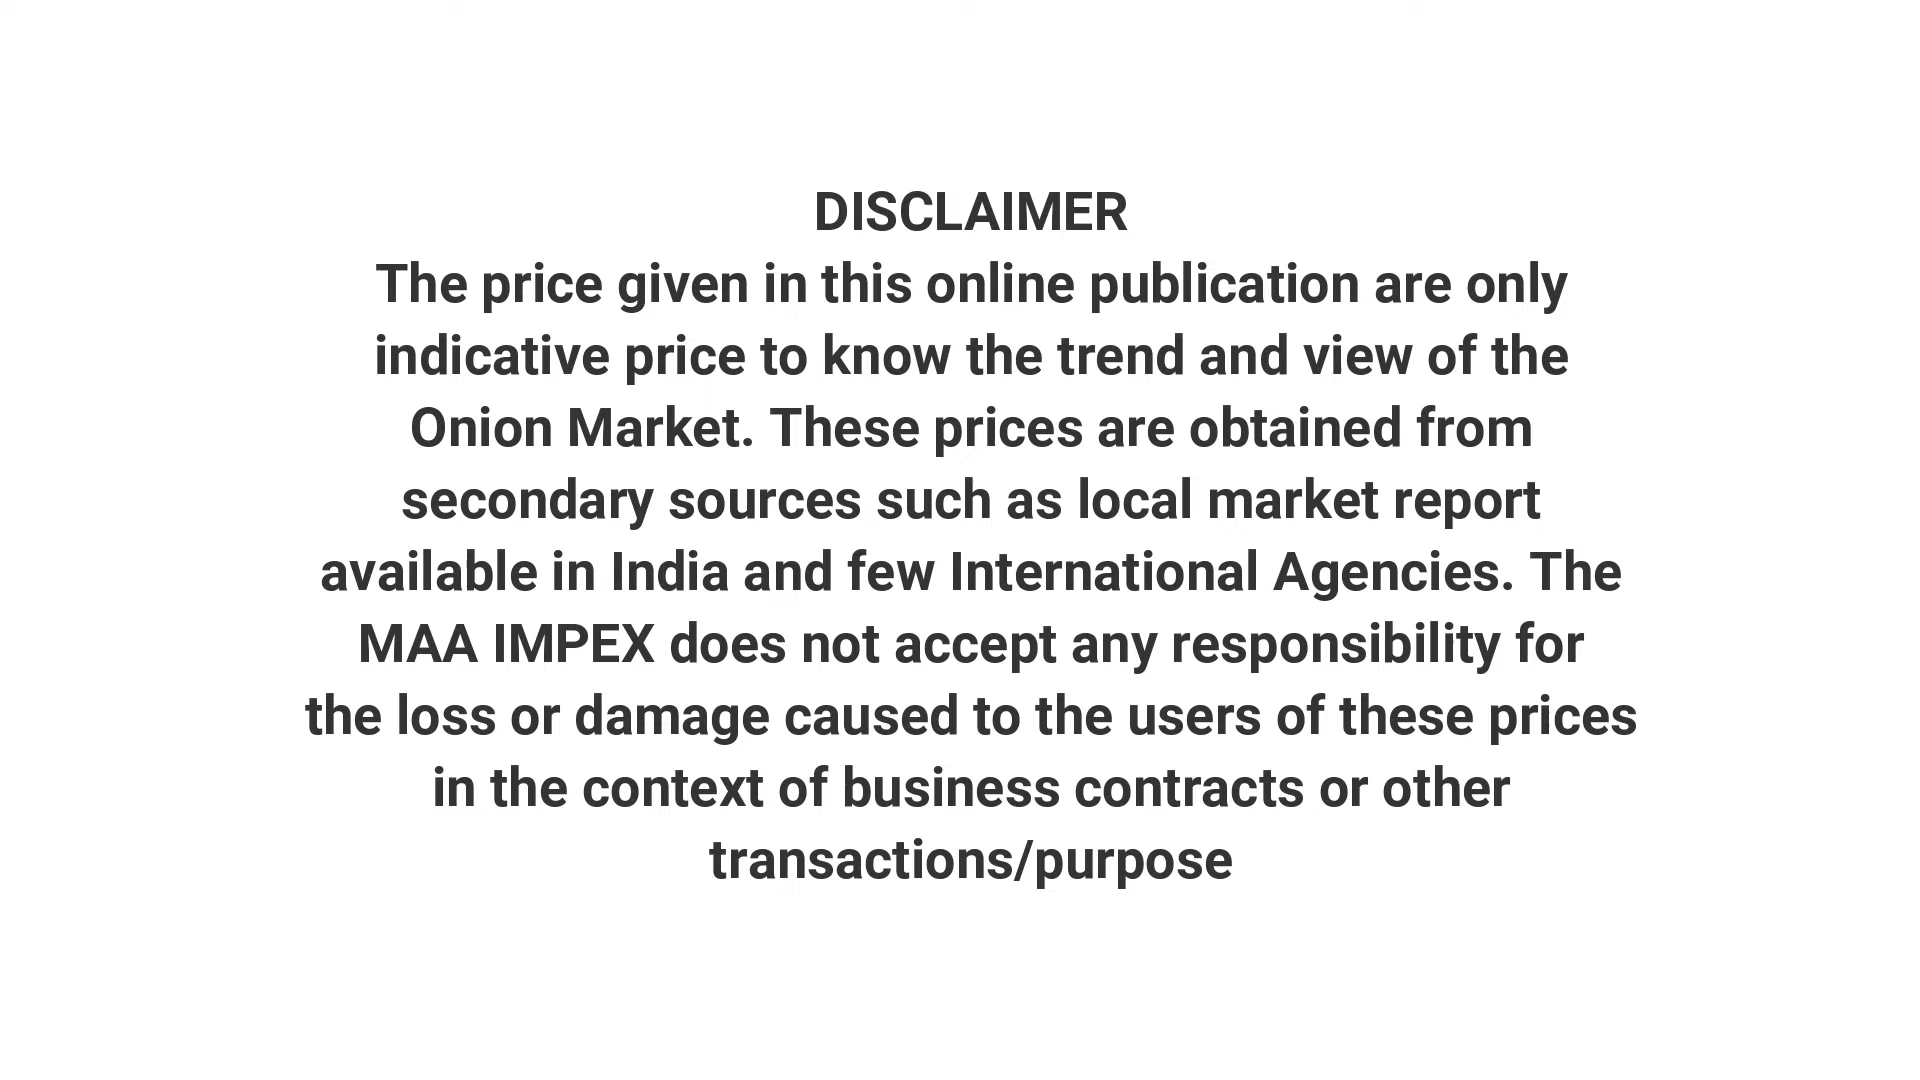 DISCLAIMER
The price given in this online publication are only
indicative price to know the trend and view of the
Onion Market. These prices are obtained from
secondary sources such as local market report
available in India and few International Agencies. The
MAA IMPEX does not accept any responsibility for
the loss or damage caused to the users of these prices
in the context of business contracts or other
transactions/purpose